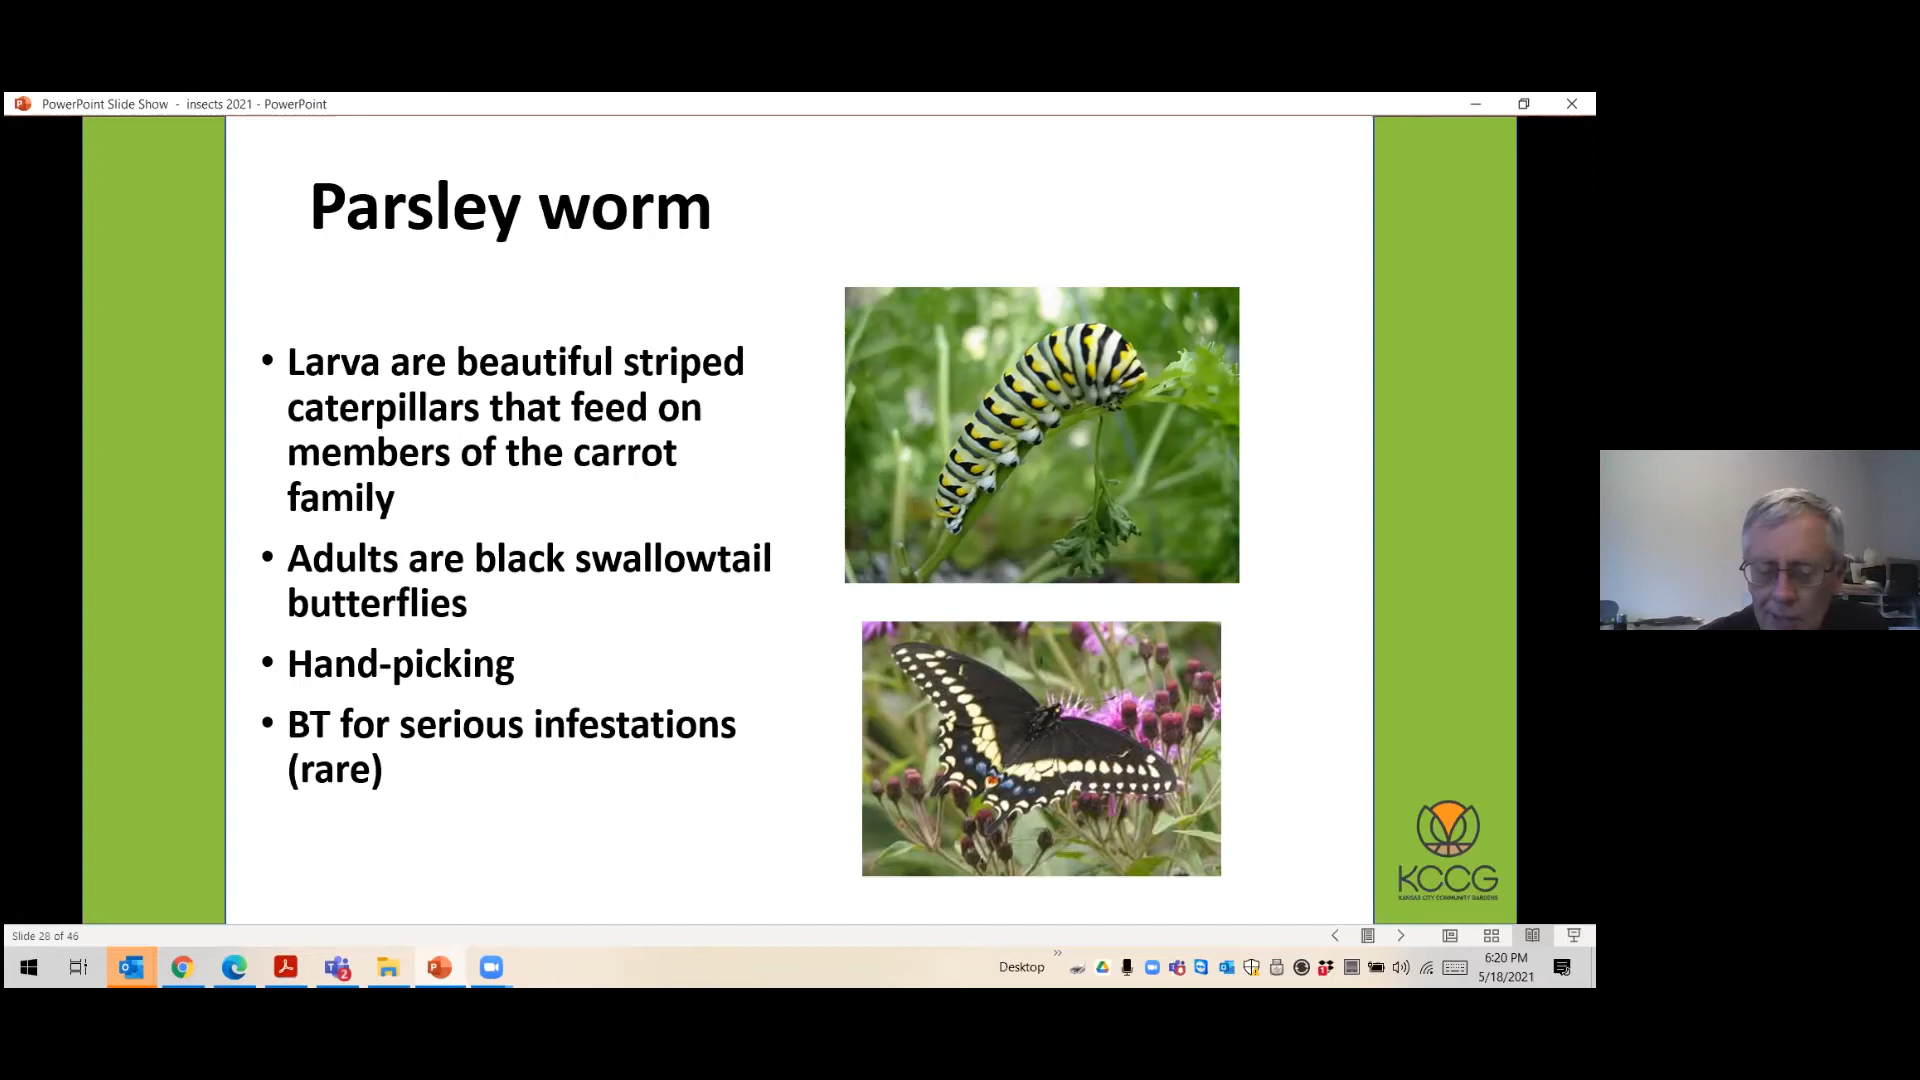 PowerPoint Slide Show - insects 2021 - PowerPoint
Parsley worm
• Larva are beautiful striped
caterpillars that feed on
members of the carrot
family
• Adults are black swallowtail
butterflies
• Hand-picking
• BT for serious infestations
(rare)
KCCG
KANSAS CITY COMMUNITY GARDENS
Slide 28 of 46
2
Desktop
6:20 PM
5/18/2021